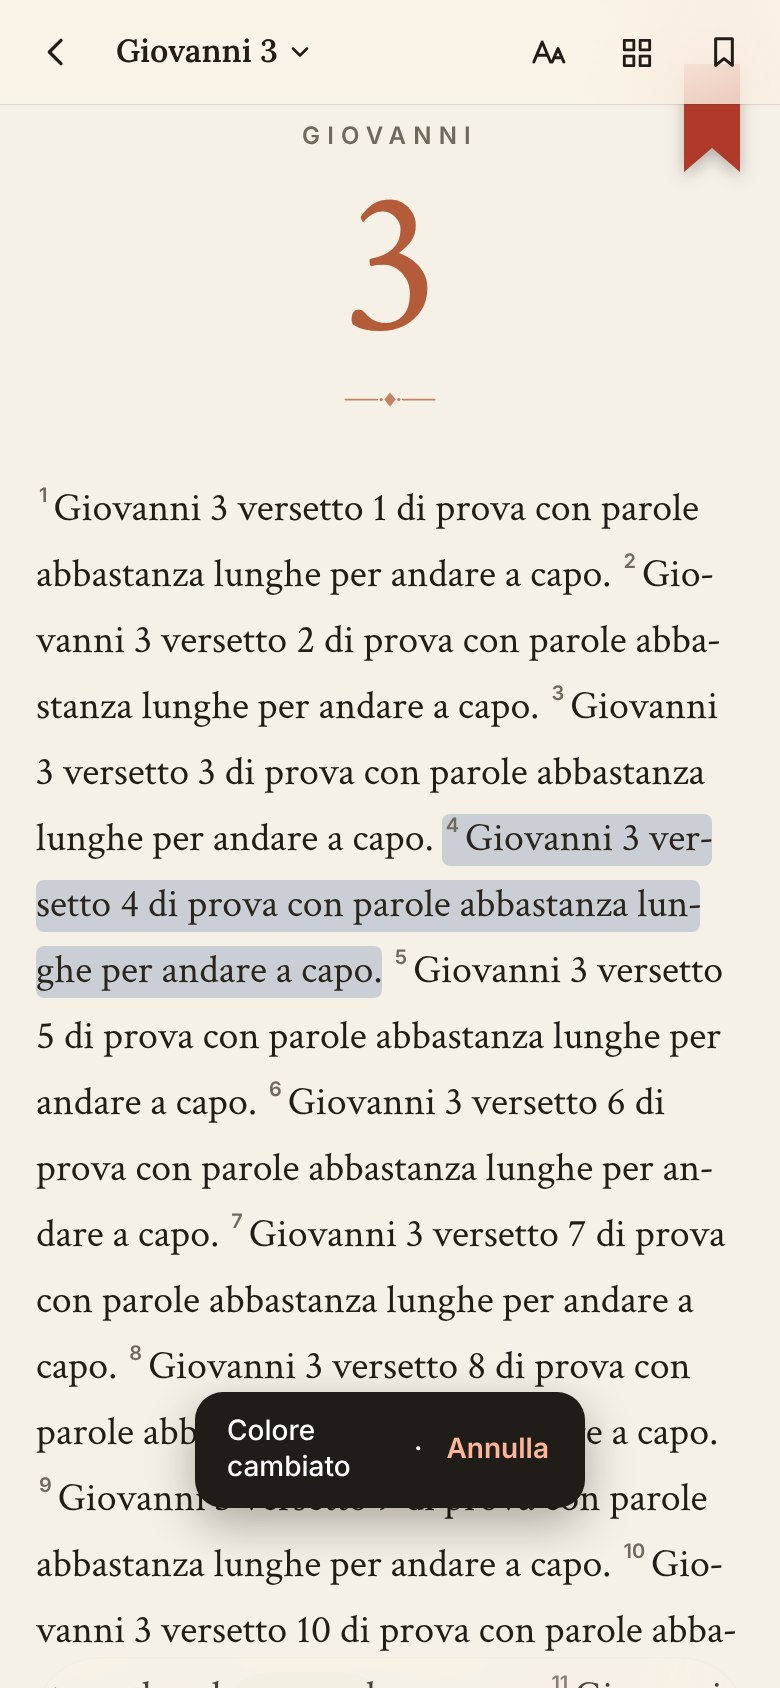 Giovanni 3
AA
GIOVANNI
3
1 Giovanni 3 versetto 1 di prova con parole
abbastanza lunghe per andare a capo. 2 Gio-
vanni 3 versetto 2 di prova con parole abba-
stanza lunghe per andare a capo. 3 Giovanni
3 versetto 3 di prova con parole abbastanza
lunghe per andare a capo. 4 Giovanni 3 ver-
setto 4 di prova con parole abbastanza lun-
ghe per andare a capo. 5 Giovanni 3 versetto
5 di prova con parole abbastanza lunghe per
andare a capo. 6 Giovanni 3 versetto 6 di
prova con parole abbastanza lunghe per an-
dare a capo. 7 Giovanni 3 versetto 7 di prova
con parole abbastanza lunghe per andare a
capo. 8 Giovanni 3 versetto 8 di prova con
parole a capo.
Colore
cambiato · Annulla
9 Giovanni parole
abbastanza lunghe per andare a capo. 10 Gio-
vanni 3 versetto 10 di prova con parole abba-
11